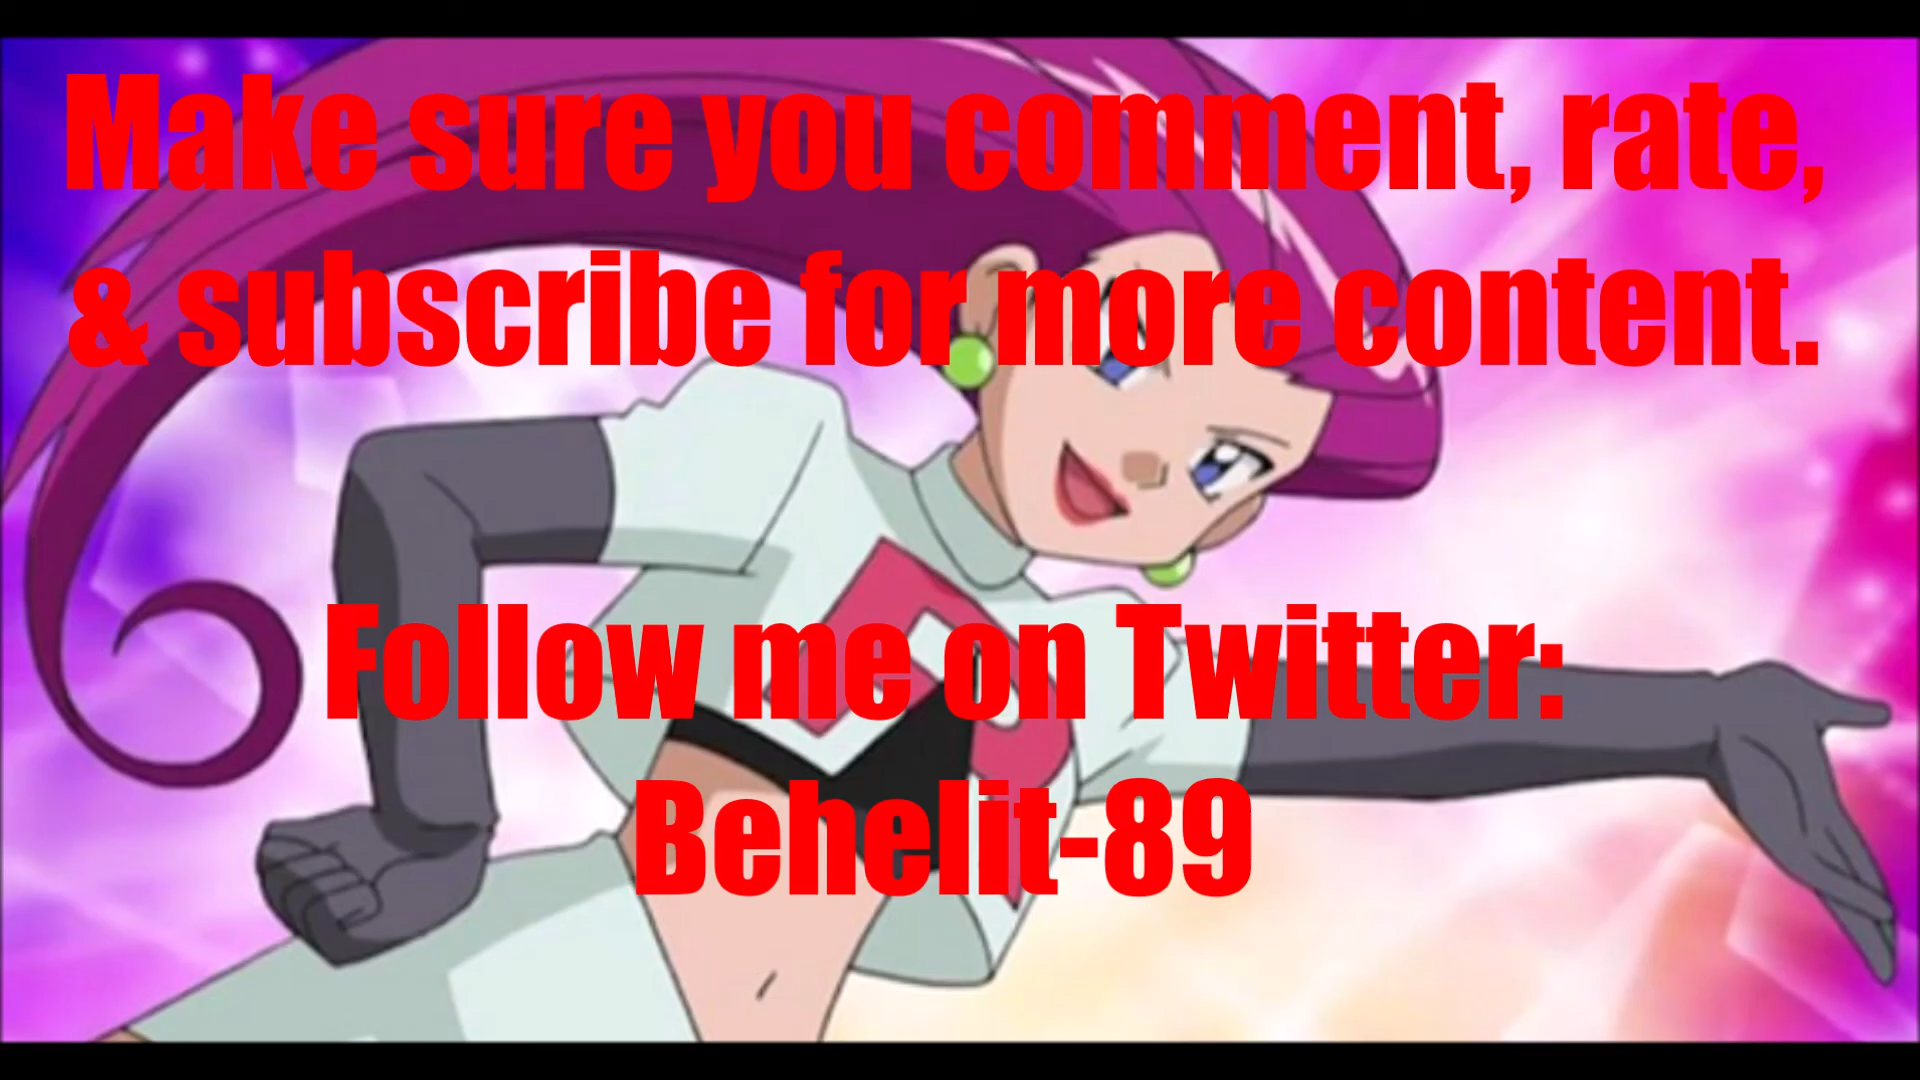 Make sure you comment, rate,
& subscribe for more content.
Follow me on Twitter:
Behelit-89